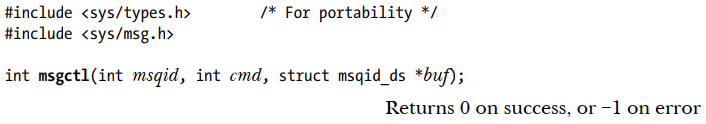 #include <sys/types.h> /* For portability */
#include <sys/msg.h>
int msgctl(int msqid, int cmd, struct msqid_ds *buf);
Returns 0 on success, or −1 on error